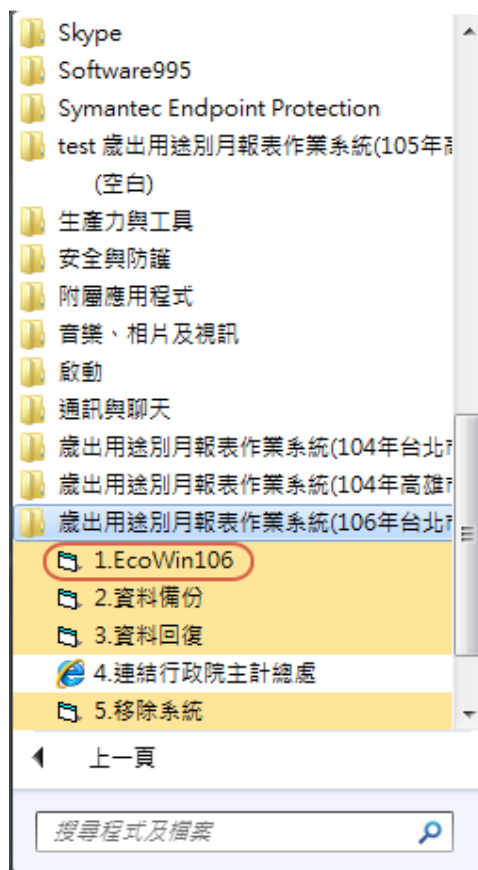 Skype
Software995
Symantec Endpoint Protection
test 歲出用途別月報表作業系統(105年高
(空白)
生產力與工具
安全與防護
附屬應用程式
音樂、相片及視訊
啟動
通訊與聊天
歲出用途別月報表作業系統(104年台北市
歲出用途別月報表作業系統(104年高雄市
歲出用途別月報表作業系統(106年台北市
1.EcoWin106
2.資料備份
3.資料回復
4.連結行政院主計總處
5.移除系統
上一頁
搜尋程式及檔案